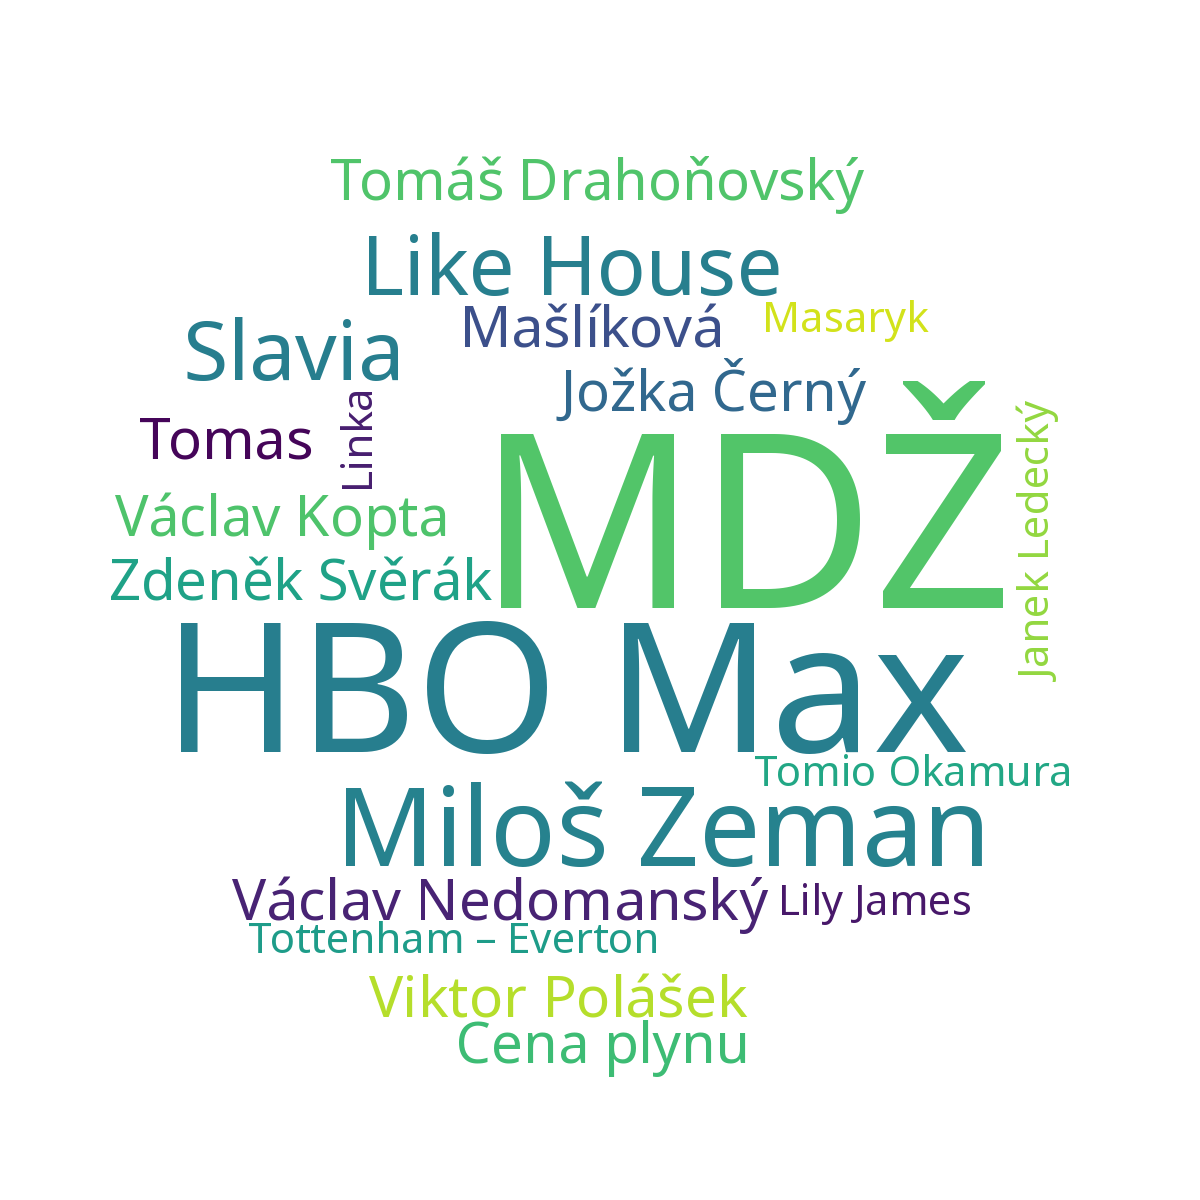 Tomáš Drahoňovský
Like House
Mašlíková
Masaryk
Slavia
Jožka Černý
Tomas
Linka
MDŽ
Janek Ledecký
Václav Kopta
Zdeněk Svěrák
HBO Max
Tomio Okamura
Miloš Zeman
Václav Nedomanský
Lily James
Tottenham – Everton
Viktor Polášek
Cena plynu